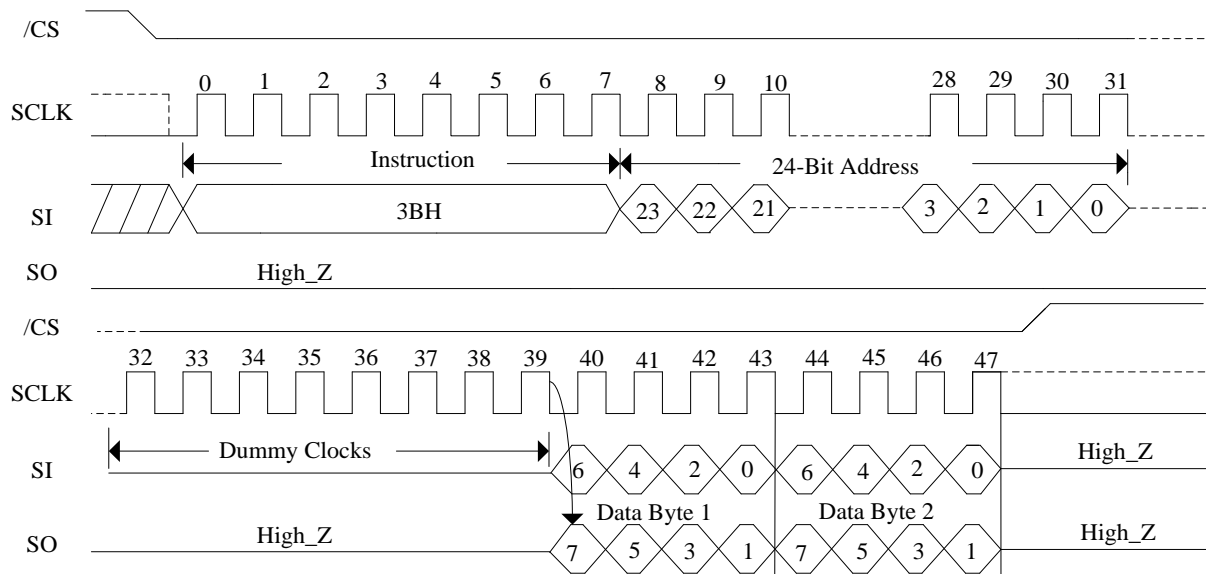 /CS
0 1 2 3 4 5 6 7 8 9 10 28 29 30 31
SCLK
Instruction 24-Bit Address
SI 3BH 23 22 21 3 2 1 0
SO High_Z
/CS
32 33 34 35 36 37 38 39 40 41 42 43 44 45 46 47
SCLK
Dummy Clocks
SI 6 4 2 0 6 4 2 0 High_Z
Data Byte 1 Data Byte 2
SO High_Z 7 5 3 1 7 5 3 1 High_Z